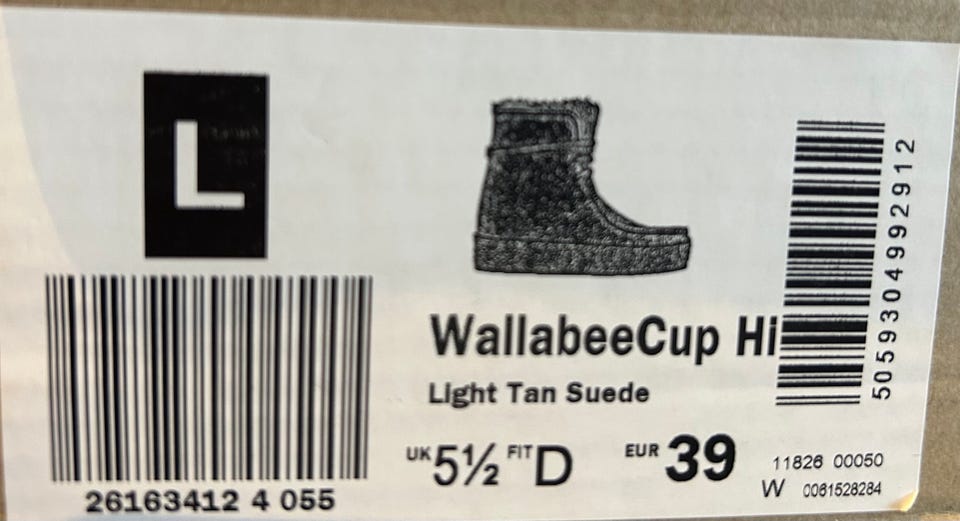 L
26163412 4 055
WallabeeCup Hi
Light Tan Suede
UK 5½ FIT D EUR 39
5059304992912
11826 00050
W 0061528284